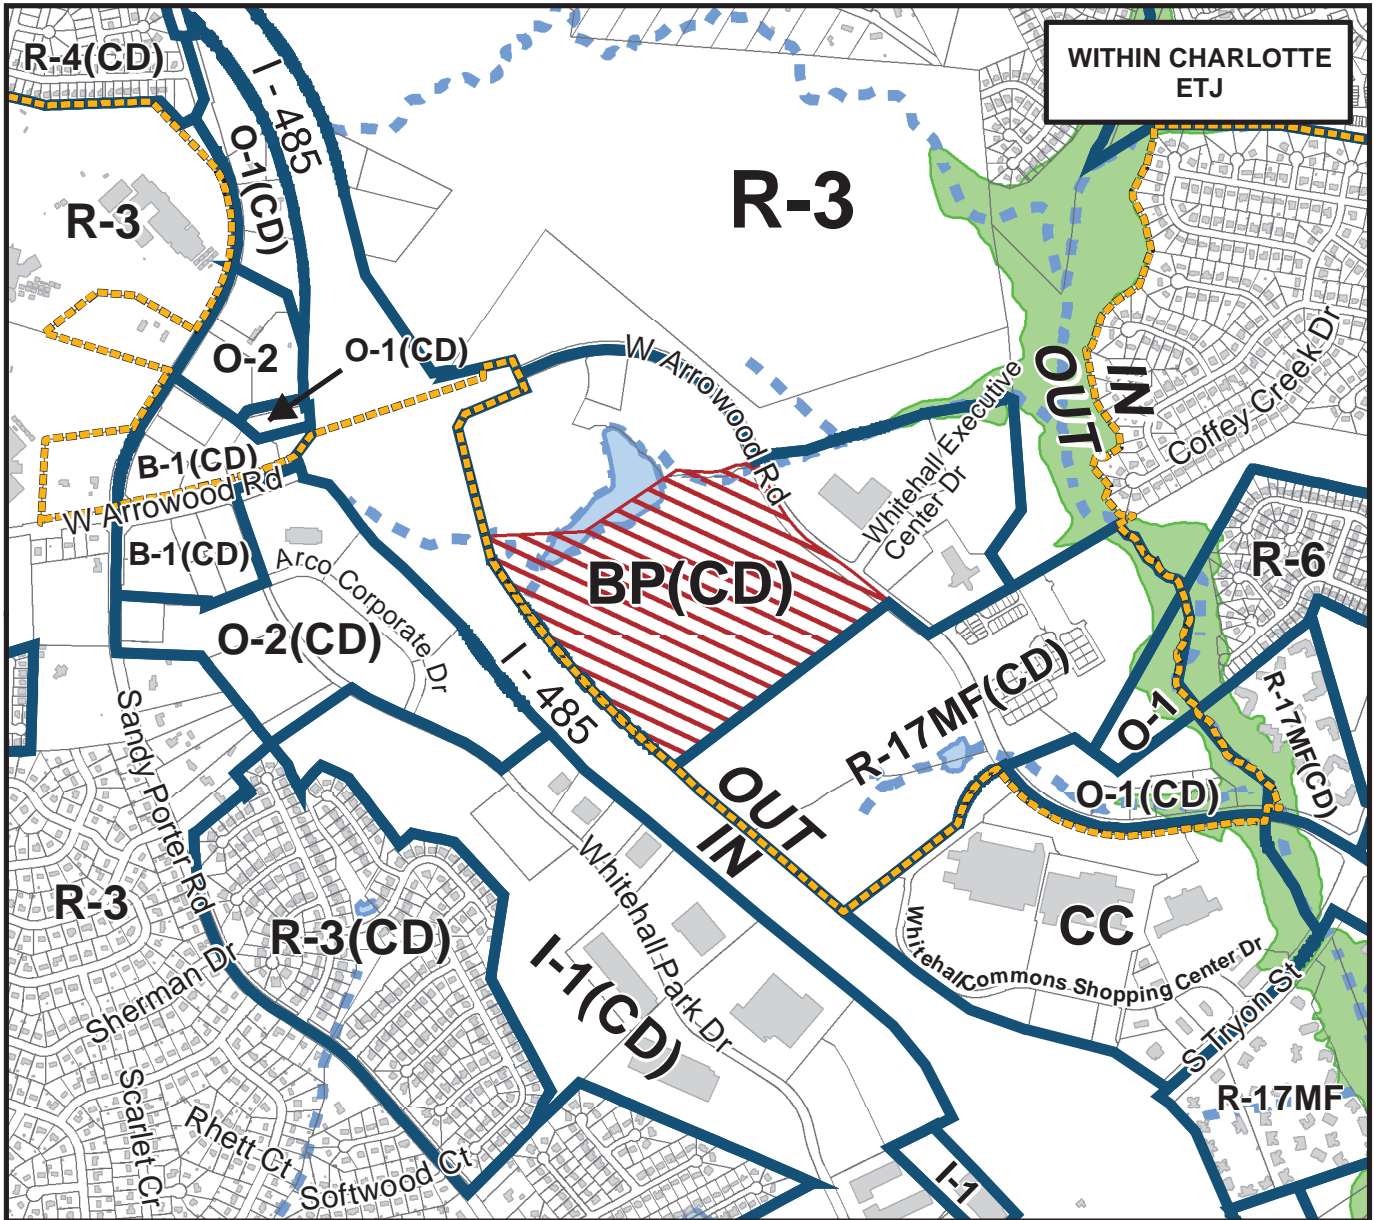 WITHIN CHARLOTTE
ETJ
R-4(CD)
I - 485
O-1(CD)
R-3
R-3
O-2
O-1(CD)
W Arrowood Rd
Whitehall Executive
Center Dr
OUT
IN
Coffey Creek Dr
B-1(CD)
W Arrowood Rd
B-1(CD)
Arco Corporate Dr
BP(CD)
R-6
O-2(CD)
I - 485
R-17MF(CD)
O-1
R-17MF(CD)
Sandy Porter Rd
OUT
IN
O-1(CD)
Whitehall Park Dr
R-3
R-3(CD)
Sherman Dr
I-1(CD)
CC
Whitehall Commons Shopping Center Dr
S Tryon St
Scarlet Cr
Rhett Ct
Softwood Ct
R-17MF
I-1